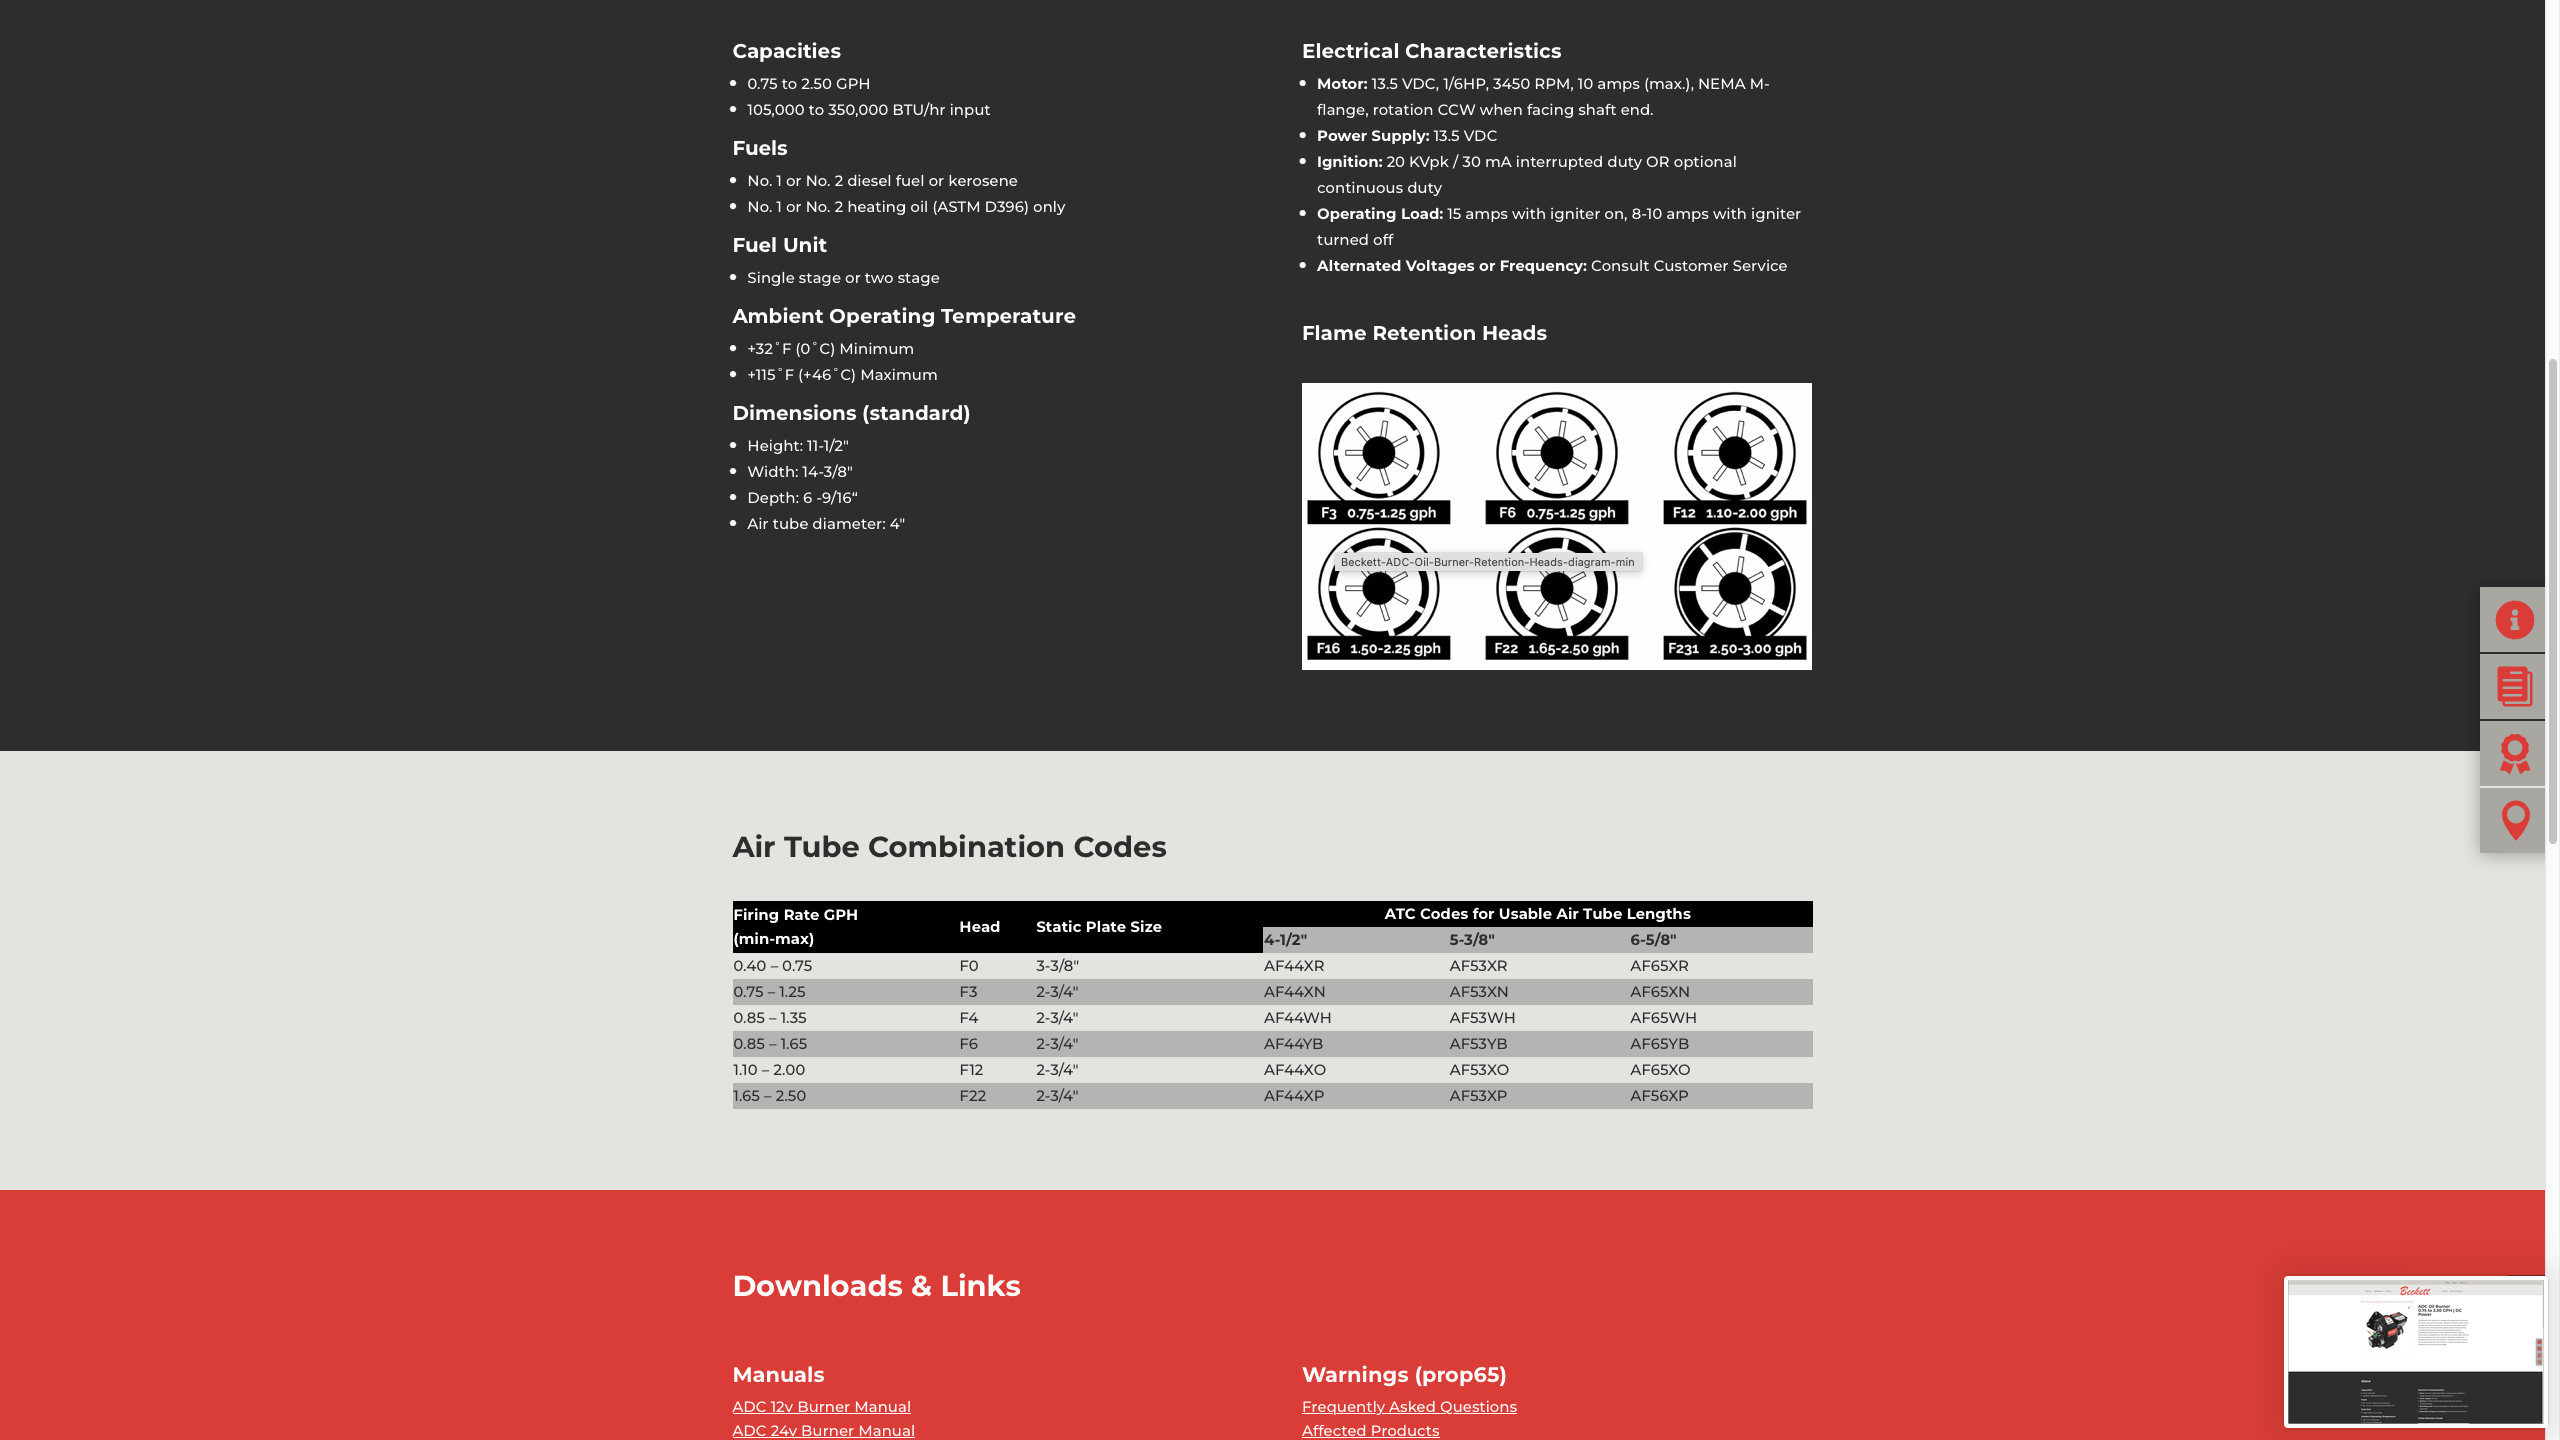 Capacities
0.75 to 2.50 GPH
105,000 to 350,000 BTU/hr input
Fuels
No. 1 or No. 2 diesel fuel or kerosene
No. 1 or No. 2 heating oil (ASTM D396) only
Fuel Unit
Single stage or two stage
Ambient Operating Temperature
+32˚F (0˚C) Minimum
+115˚F (+46˚C) Maximum
Dimensions (standard)
Height: 11-1/2"
Width: 14-3/8"
Depth: 6 -9/16“
Air tube diameter: 4"
Electrical Characteristics
Motor: 13.5 VDC, 1/6HP, 3450 RPM, 10 amps (max.), NEMA M-
flange, rotation CCW when facing shaft end.
Power Supply: 13.5 VDC
Ignition: 20 KVpk / 30 mA interrupted duty OR optional
continuous duty
Operating Load: 15 amps with igniter on, 8-10 amps with igniter
turned off
Alternated Voltages or Frequency: Consult Customer Service
Flame Retention Heads
F3 0.75-1.25 gph
F6 0.75-1.25 gph
F12 1.10-2.00 gph
Beckett-ADC-Oil-Burner-Retention-Heads-diagram-min
F16 1.50-2.25 gph
F22 1.65-2.50 gph
F231 2.50-3.00 gph
Air Tube Combination Codes
Firing Rate GPH
(min-max)
Head
Static Plate Size
ATC Codes for Usable Air Tube Lengths
4-1/2" 5-3/8" 6-5/8"
0.40 – 0.75 F0 3-3/8" AF44XR AF53XR AF65XR
0.75 – 1.25 F3 2-3/4" AF44XN AF53XN AF65XN
0.85 – 1.35 F4 2-3/4" AF44WH AF53WH AF65WH
0.85 – 1.65 F6 2-3/4" AF44YB AF53YB AF65YB
1.10 – 2.00 F12 2-3/4" AF44XO AF53XO AF65XO
1.65 – 2.50 F22 2-3/4" AF44XP AF53XP AF56XP
Downloads & Links
Manuals
ADC 12v Burner Manual
ADC 24v Burner Manual
Warnings (prop65)
Frequently Asked Questions
Affected Products
Beckett
ADC Oil Burner
0.75 to 2.50 GPH | DC
Power